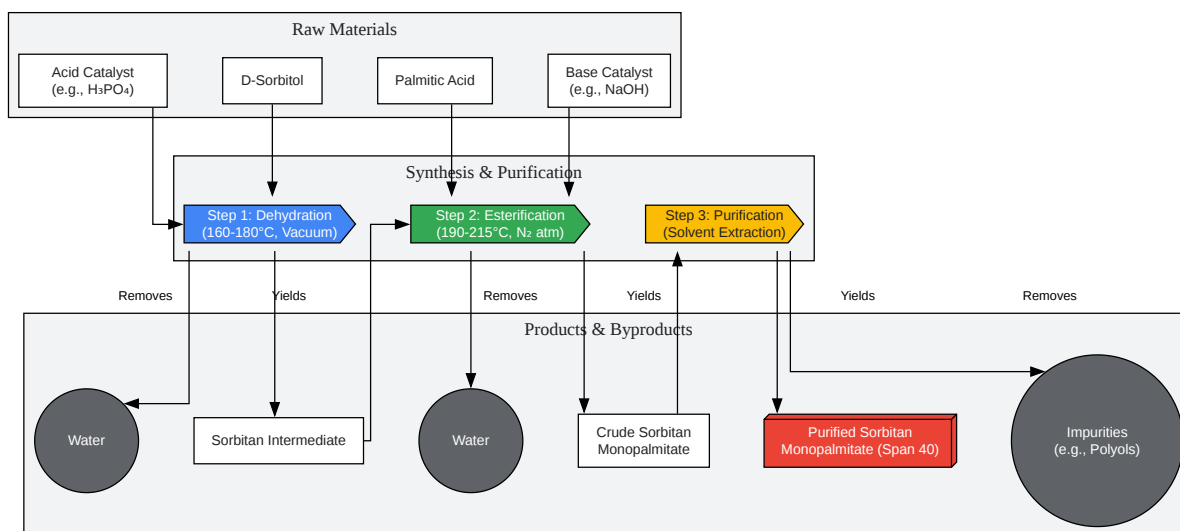 Raw Materials
Acid Catalyst
(e.g., H₃PO₄)
D-Sorbitol
Palmitic Acid
Base Catalyst
(e.g., NaOH)
Synthesis & Purification
Step 1: Dehydration
(160-180°C, Vacuum)
Step 2: Esterification
(190-215°C, N₂ atm)
Step 3: Purification
(Solvent Extraction)
Removes
Yields
Removes
Yields
Yields
Removes
Products & Byproducts
Water
Sorbitan Intermediate
Water
Crude Sorbitan
Monopalmitate
Purified Sorbitan
Monopalmitate (Span 40)
Impurities
(e.g., Polyols)